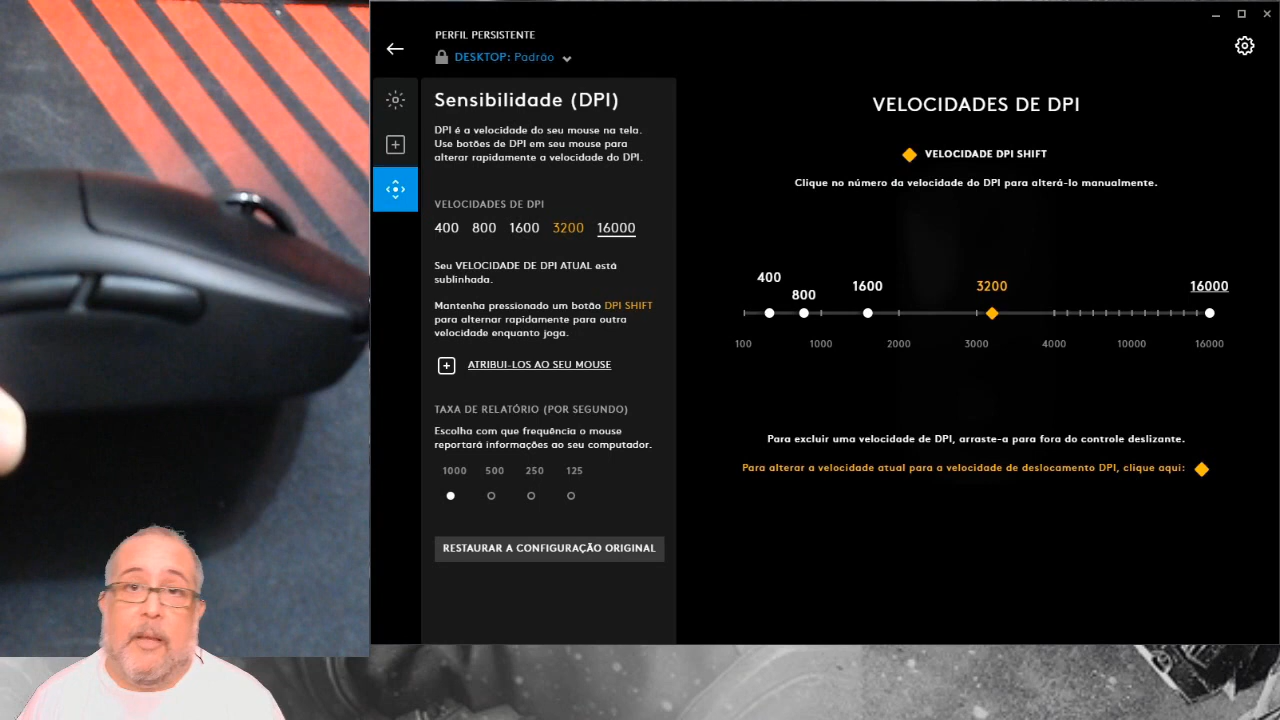 PERFIL PERSISTENTE
DESKTOP: Padrão
Sensibilidade (DPI)
DPI é a velocidade do seu mouse na tela.
Use botões de DPI em seu mouse para
alterar rapidamente a velocidade do DPI.
VELOCIDADES DE DPI
400 800 1600 3200 16000
Seu VELOCIDADE DE DPI ATUAL está
sublinhada.
Mantenha pressionado um botão DPI SHIFT
para alternar rapidamente para outra
velocidade enquanto joga.
ATRIBUI-LOS AO SEU MOUSE
TAXA DE RELATÓRIO (POR SEGUNDO)
Escolha com que frequência o mouse
reportará informações ao seu computador.
1000 500 250 125
RESTAURAR A CONFIGURAÇÃO ORIGINAL
VELOCIDADES DE DPI
VELOCIDADE DPI SHIFT
Clique no número da velocidade do DPI para alterá-lo manualmente.
400 800 1600 3200 16000
100 1000 2000 3000 4000 10000 16000
Para excluir uma velocidade de DPI, arraste-a para fora do controle deslizante.
Para alterar a velocidade atual para a velocidade de deslocamento DPI, clique aqui: